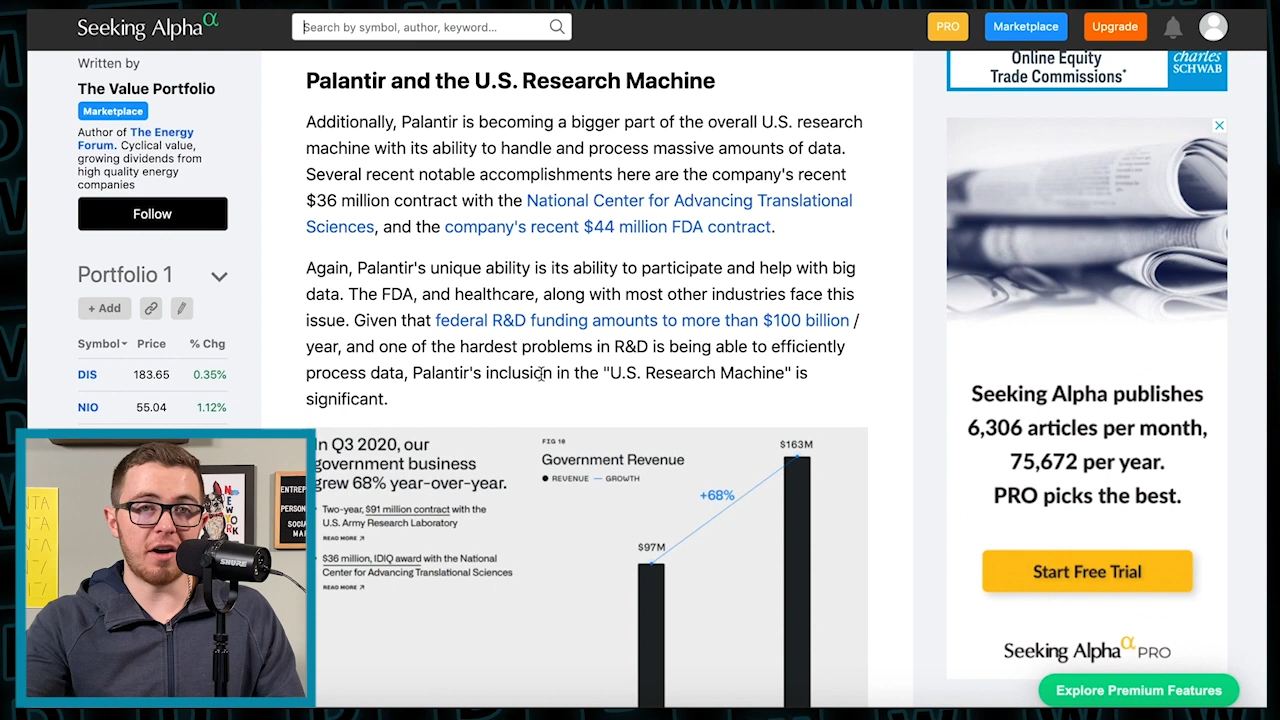 Seeking Alpha α
Search by symbol, author, keyword...
PRO
Marketplace
Upgrade
Written by
The Value Portfolio
Marketplace
Author of The Energy
Forum. Cyclical value,
growing dividends from
high quality energy
companies
Follow
Portfolio 1
+ Add
Symbol Price % Chg
DIS 183.65 0.35%
NIO 55.04 1.12%
Palantir and the U.S. Research Machine
Additionally, Palantir is becoming a bigger part of the overall U.S. research
machine with its ability to handle and process massive amounts of data.
Several recent notable accomplishments here are the company's recent
$36 million contract with the National Center for Advancing Translational
Sciences, and the company's recent $44 million FDA contract.
Again, Palantir's unique ability is its ability to participate and help with big
data. The FDA, and healthcare, along with most other industries face this
issue. Given that federal R&D funding amounts to more than $100 billion /
year, and one of the hardest problems in R&D is being able to efficiently
process data, Palantir's inclusion in the "U.S. Research Machine" is
significant.
In Q3 2020, our
government business
grew 68% year-over-year.
Two-year, $91 million contract with the
U.S. Army Research Laboratory
READ MORE ↗
$36 million, IDIQ award with the National
Center for Advancing Translational Sciences
READ MORE ↗
FIG 10
Government Revenue
REVENUE GROWTH
$97M
+68%
$163M
Online Equity
Trade Commissions*
charles
SCHWAB
Seeking Alpha publishes
6,306 articles per month,
75,672 per year.
PRO picks the best.
Start Free Trial
Seeking Alpha α PRO
Explore Premium Features
NEW
YORK
SHURE